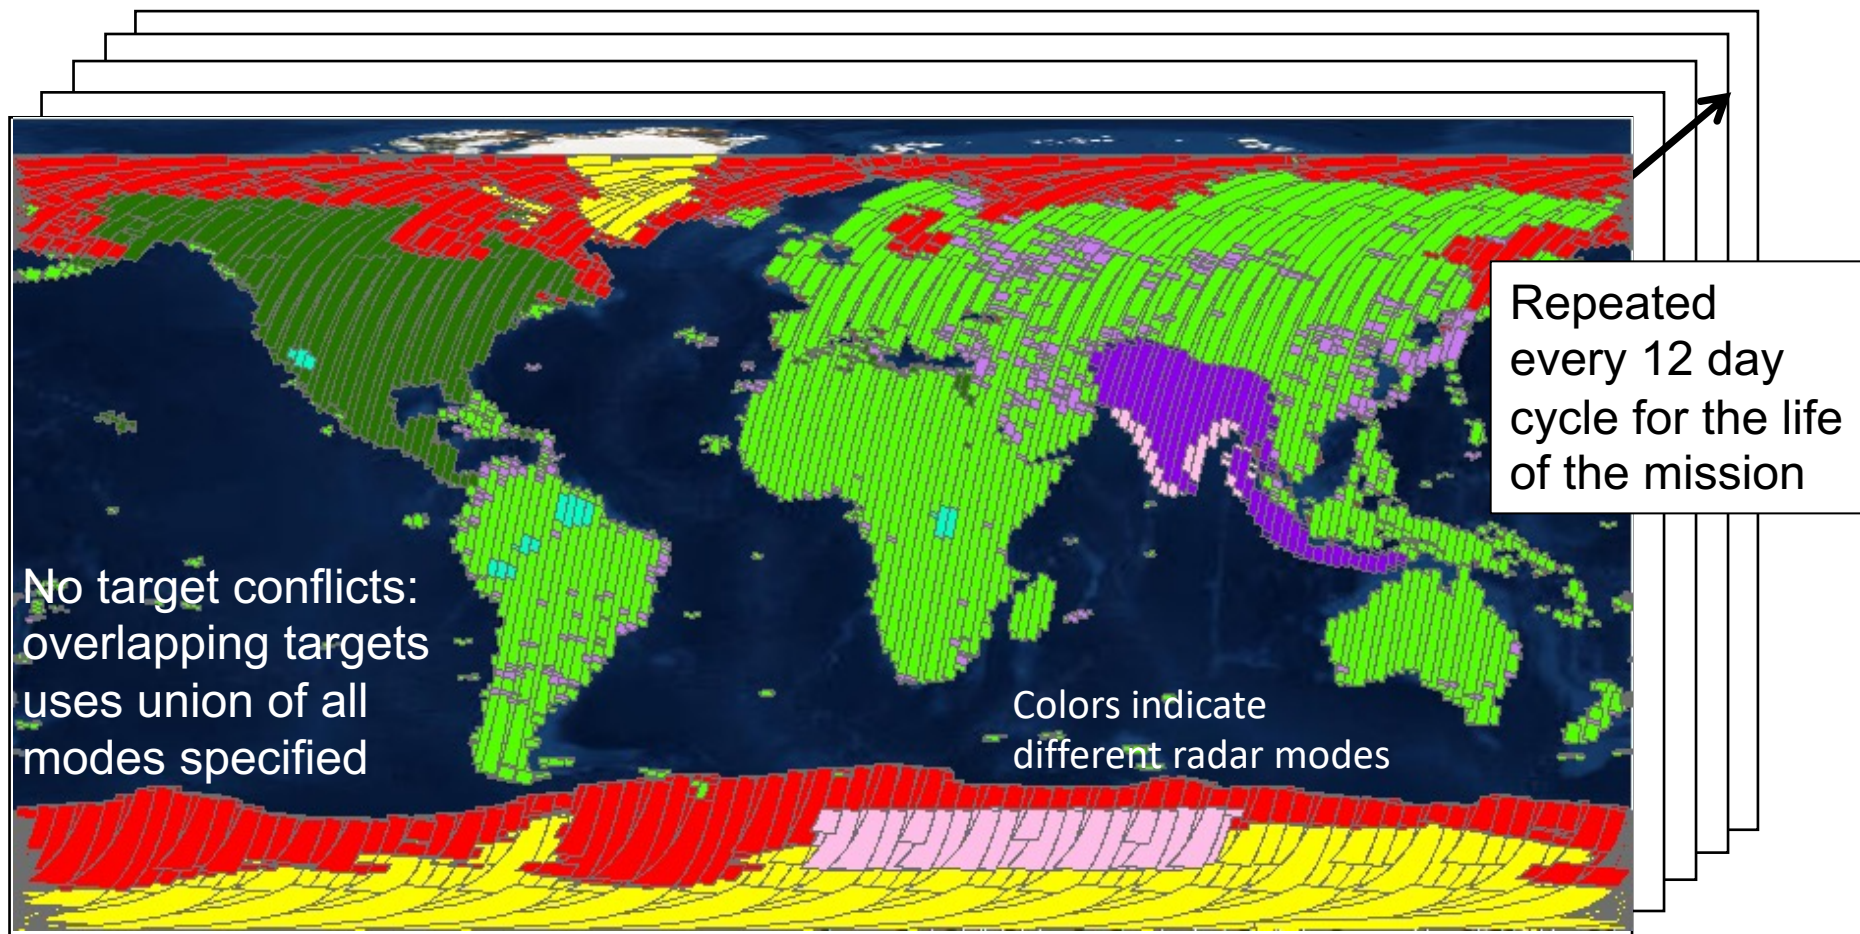 Repeated
every 12 day
cycle for the life
of the mission
No target conflicts:
overlapping targets
uses union of all
modes specified
Colors indicate
different radar modes